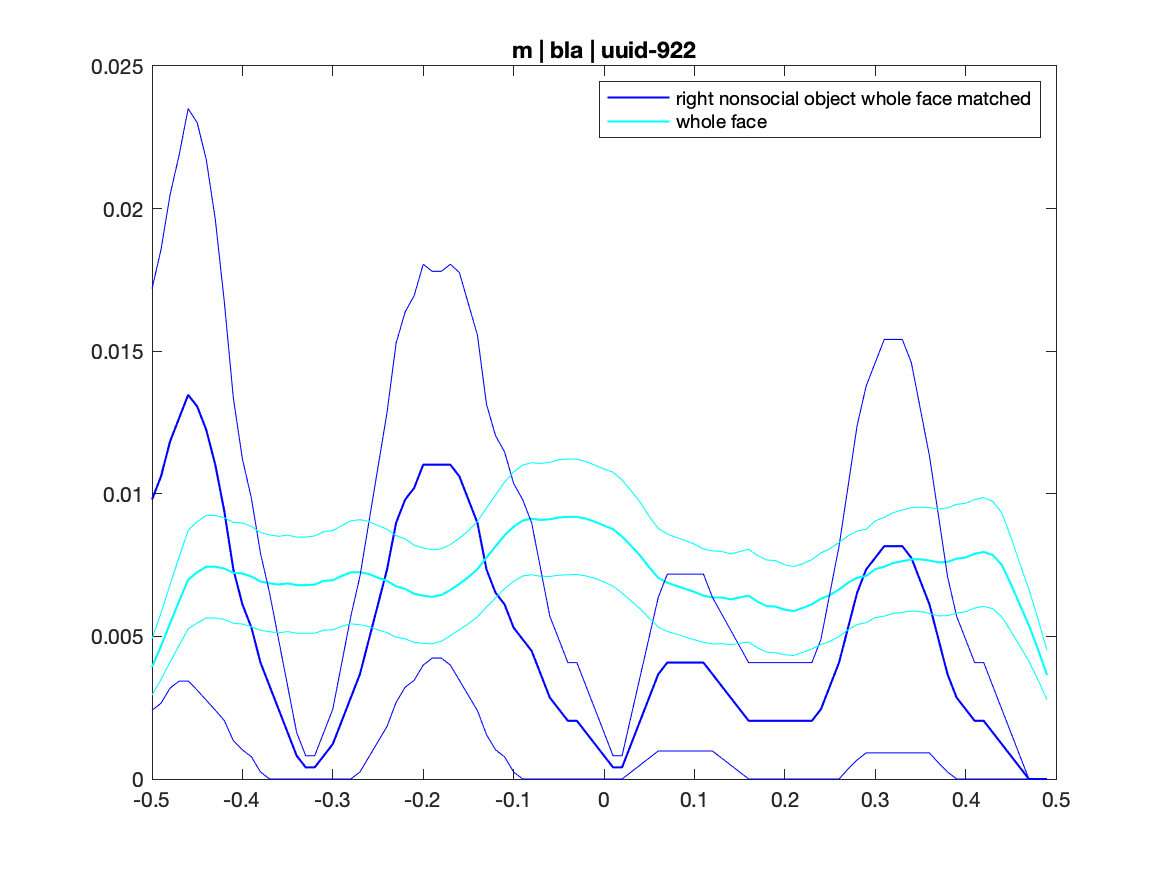 m | bla | uuid-922
right nonsocial object whole face matched
whole face
0.025
0.02
0.015
0.01
0.005
0
-0.5 -0.4 -0.3 -0.2 -0.1 0 0.1 0.2 0.3 0.4 0.5